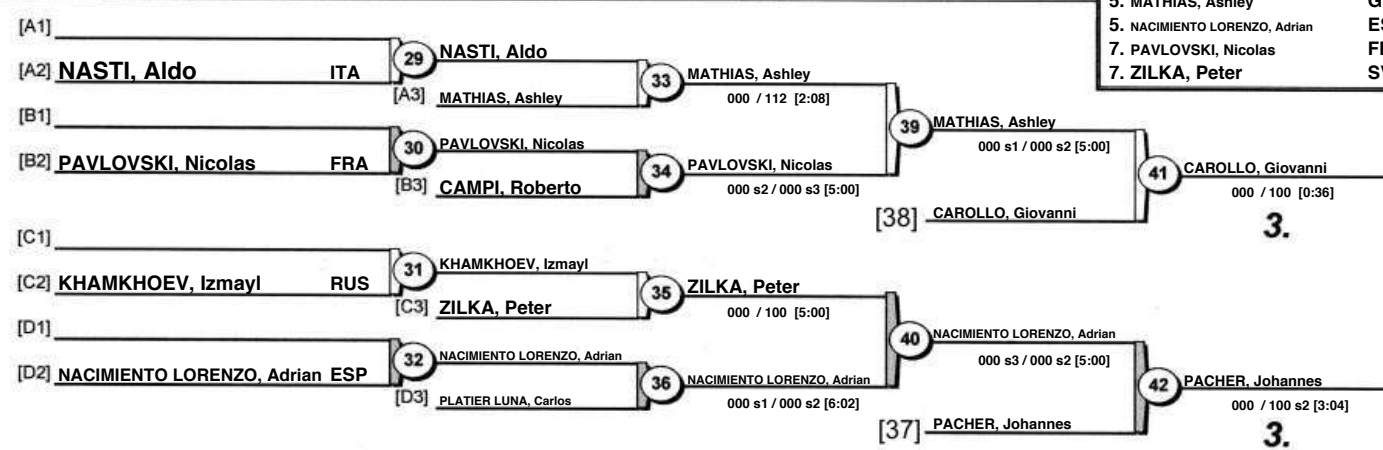 5. MATHIAS, Ashley G
5. NACIMIENTO LORENZO, Adrian ES
7. PAVLOVSKI, Nicolas
7. ZILKA, Peter
[A1]
[A2] NASTI, Aldo ITA
29
NASTI, Aldo
[A3] MATHIAS, Ashley
33
MATHIAS, Ashley
000 / 112 [2:08]
[B1]
[B2] PAVLOVSKI, Nicolas FRA
30
PAVLOVSKI, Nicolas
[B3] CAMPI, Roberto
34
PAVLOVSKI, Nicolas
000 s2 / 000 s3 [5:00]
39
MATHIAS, Ashley
000 s1 / 000 s2 [5:00]
[38] CAROLLO, Giovanni
41
CAROLLO, Giovanni
000 / 100 [0:36]
3.
[C1]
[C2] KHAMKHOEV, Izmayl RUS
31
KHAMKHOEV, Izmayl
[C3] ZILKA, Peter
35
ZILKA, Peter
000 / 100 [5:00]
[D1]
[D2] NACIMIENTO LORENZO, Adrian ESP
32
NACIMIENTO LORENZO, Adrian
[D3] PLATIER LUNA, Carlos
36
NACIMIENTO LORENZO, Adrian
000 s1 / 000 s2 [6:02]
40
NACIMIENTO LORENZO, Adrian
000 s3 / 000 s2 [5:00]
[37] PACHER, Johannes
42
PACHER, Johannes
000 / 100 s2 [3:04]
3.